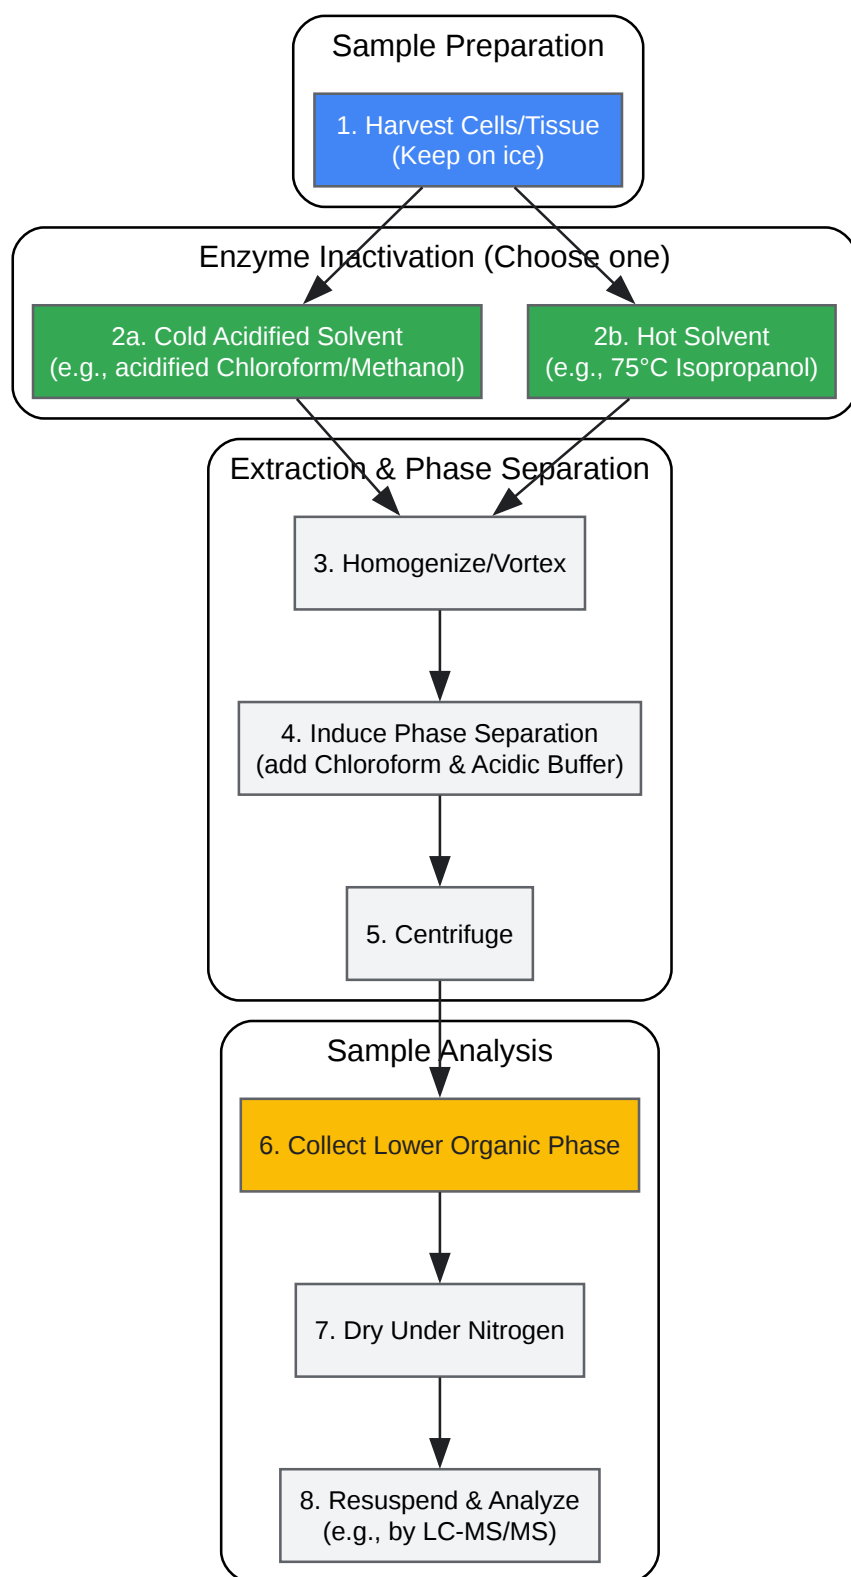 Sample Preparation
1. Harvest Cells/Tissue
(Keep on ice)
Enzyme Inactivation (Choose one)
2a. Cold Acidified Solvent
(e.g., acidified Chloroform/Methanol)
2b. Hot Solvent
(e.g., 75°C Isopropanol)
Extraction & Phase Separation
3. Homogenize/Vortex
4. Induce Phase Separation
(add Chloroform & Acidic Buffer)
5. Centrifuge
Sample Analysis
6. Collect Lower Organic Phase
7. Dry Under Nitrogen
8. Resuspend & Analyze
(e.g., by LC-MS/MS)